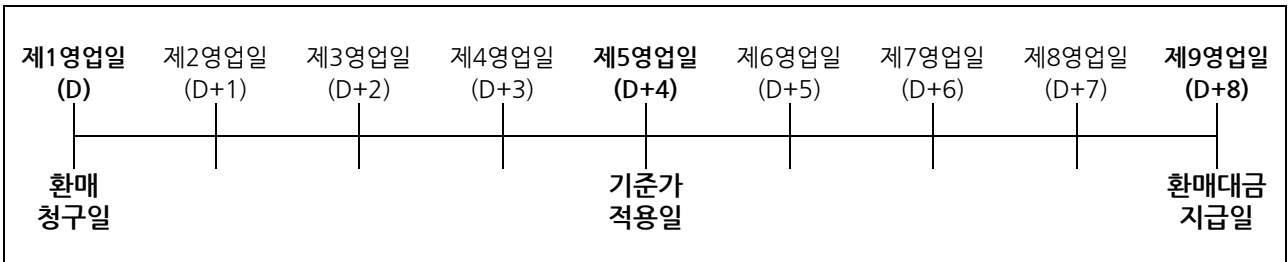 제1영업일 제2영업일 제3영업일 제4영업일 제5영업일 제6영업일 제7영업일 제8영업일 제9영업일
(D) (D+1) (D+2) (D+3) (D+4) (D+5) (D+6) (D+7) (D+8)
환매 기준가 환매대금
청구일 적용일 지급일